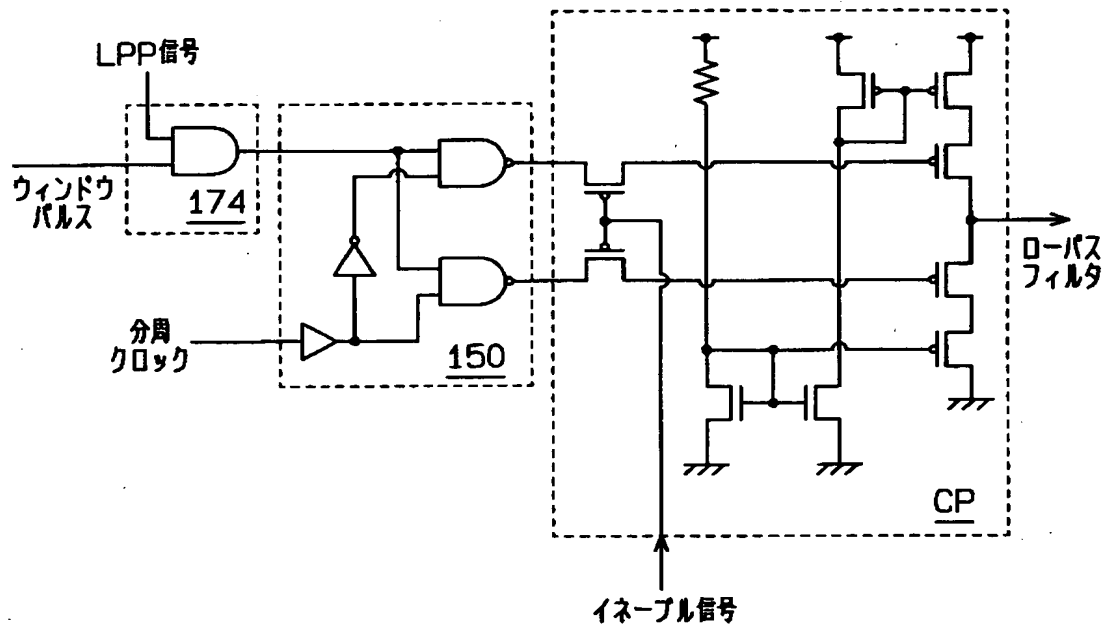 LPP信号
ウィンドウ
パルス
174
分周
クロック
150
ローパス
フィルタ
CP
イネーブル信号